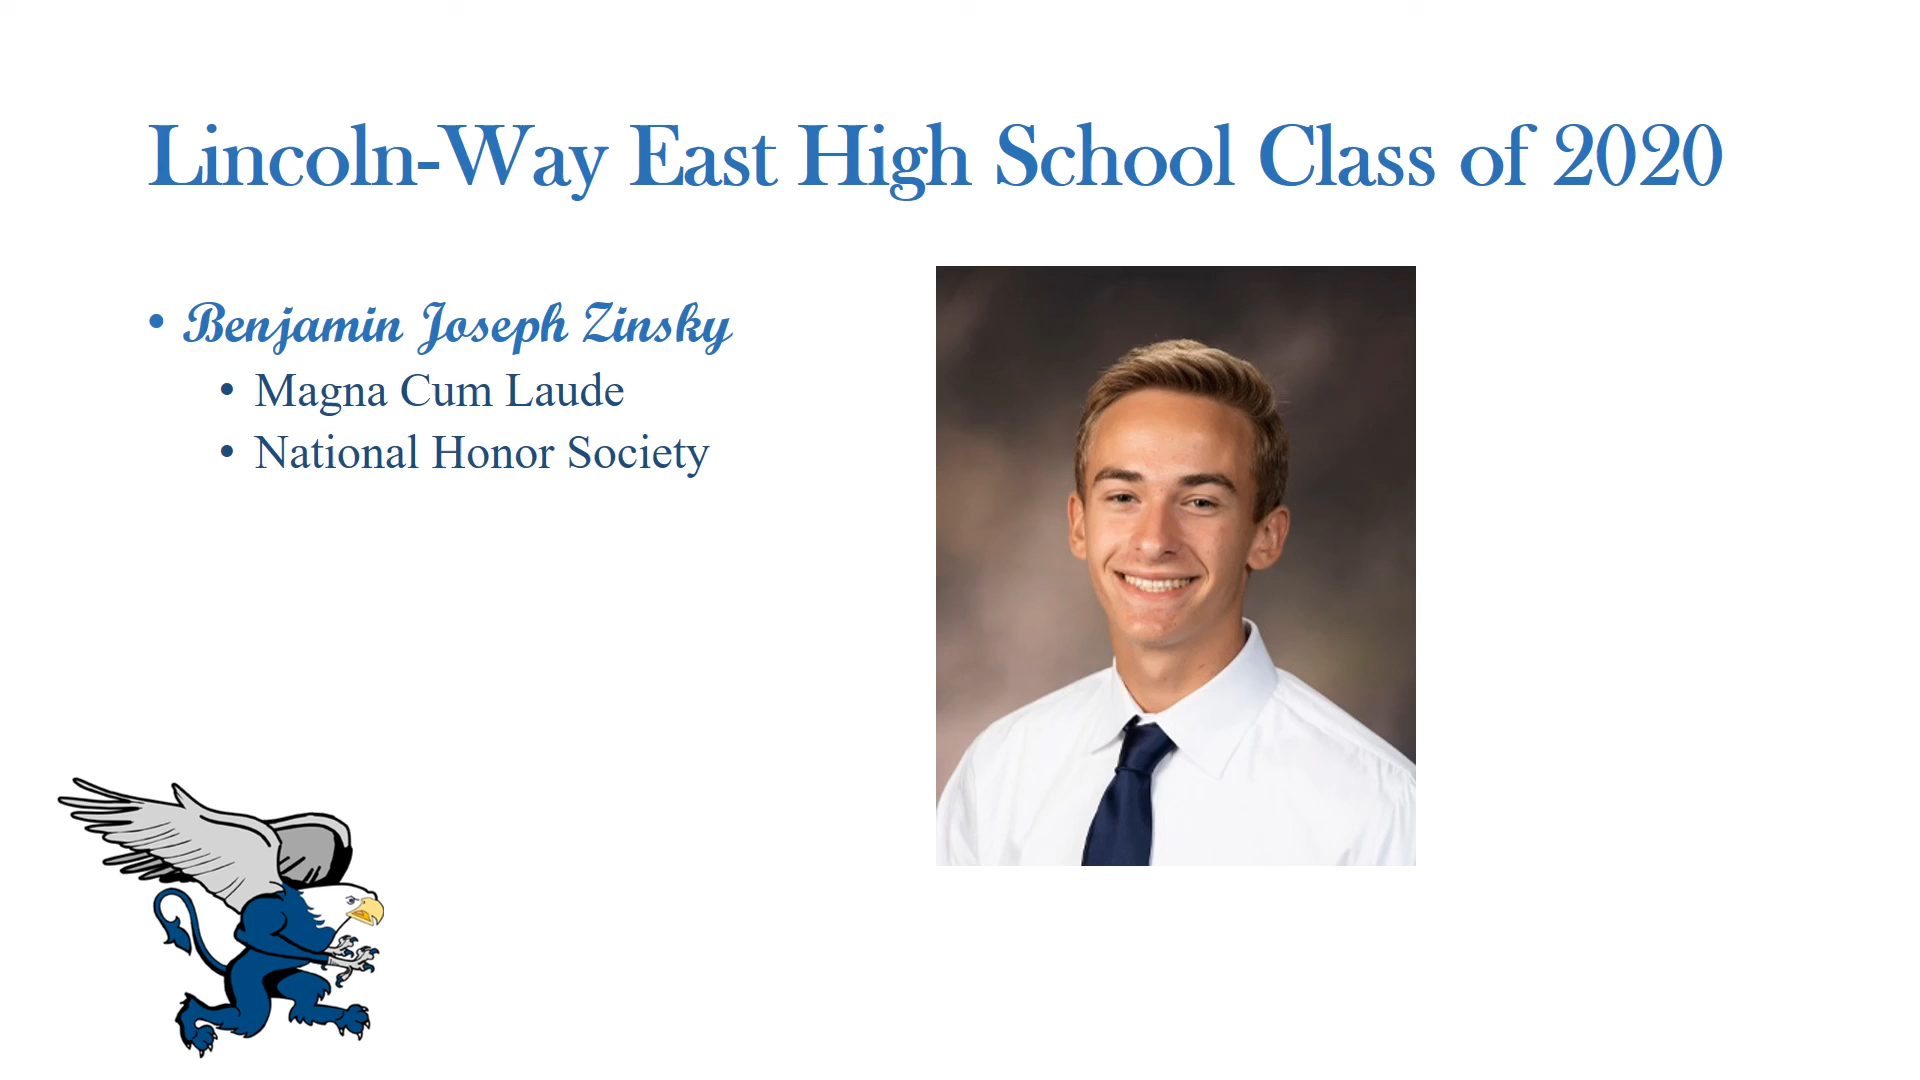 Lincoln-Way East High School Class of 2020
• Benjamin Joseph Zinsky
• Magna Cum Laude
• National Honor Society